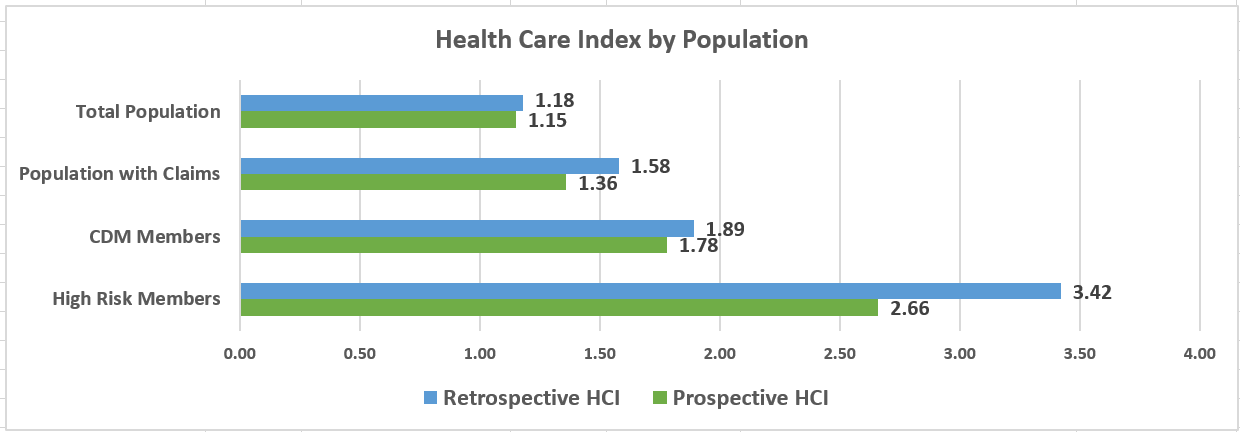 Health Care Index by Population
Total Population
1.18
1.15
Population with Claims
1.58
1.36
CDM Members
1.89
1.78
High Risk Members
3.42
2.66
0.00 0.50 1.00 1.50 2.00 2.50 3.00 3.50 4.00
Retrospective HCI Prospective HCI